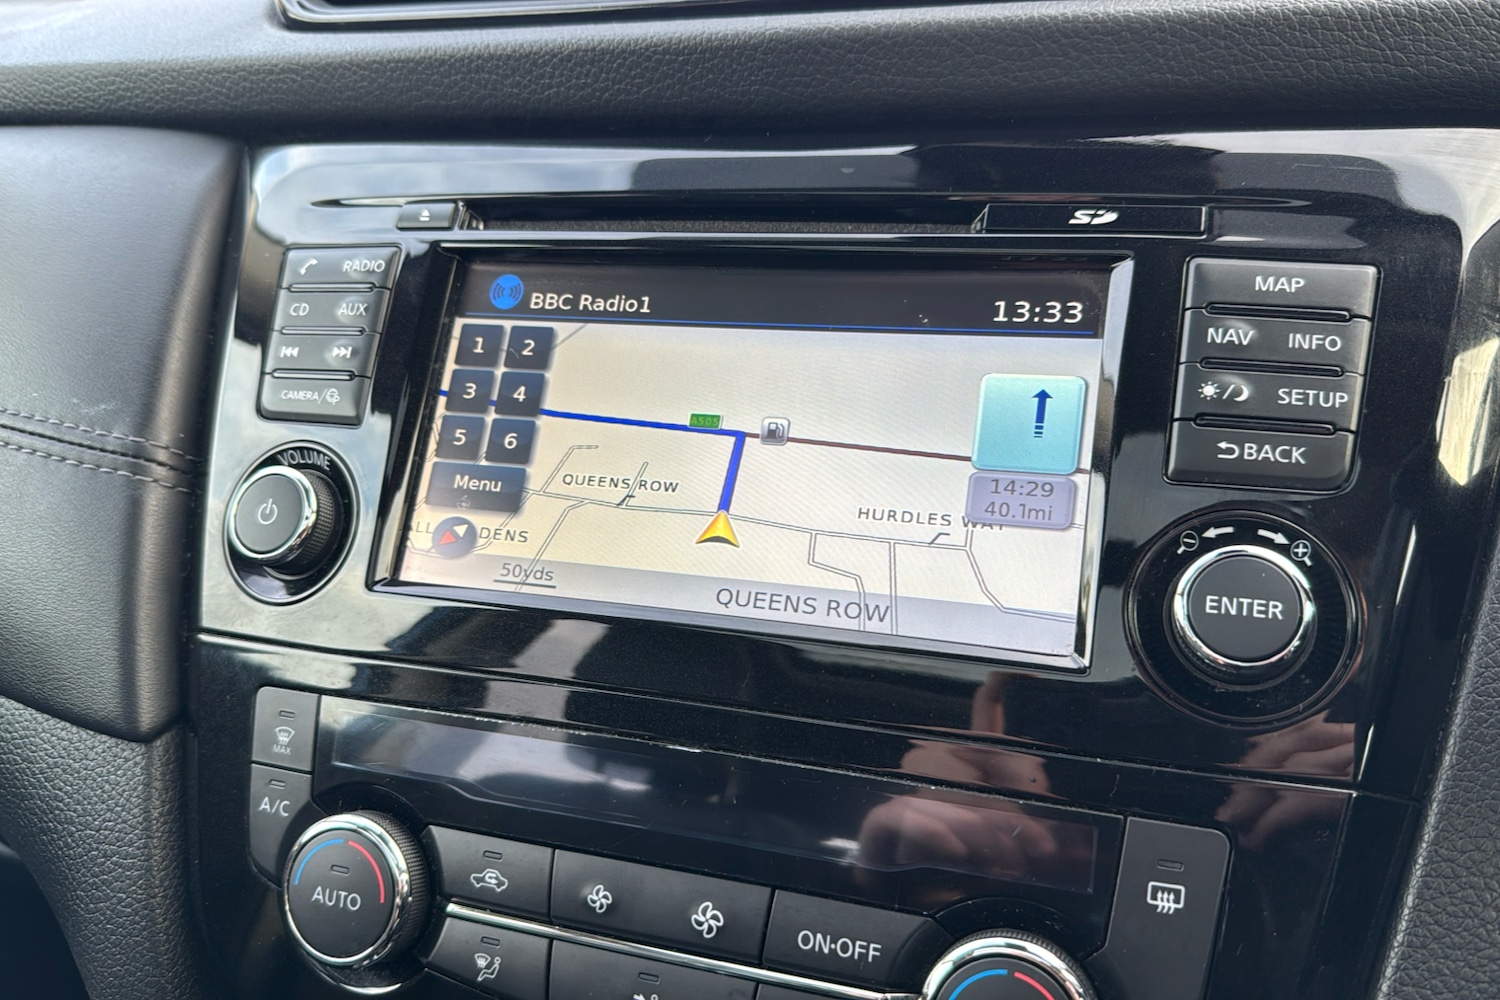 SD
RADIO
CD AUX
CAMERA/
VOLUME
BBC Radio1
13:33
1 2
3 4
5 6
Menu
A505
QUEENS ROW
HURDLES WAY
DENS
50yds
14:29
40.1mi
QUEENS ROW
MAP
NAV INFO
SETUP
BACK
ENTER
MAX
A/C
AUTO
ON·OFF